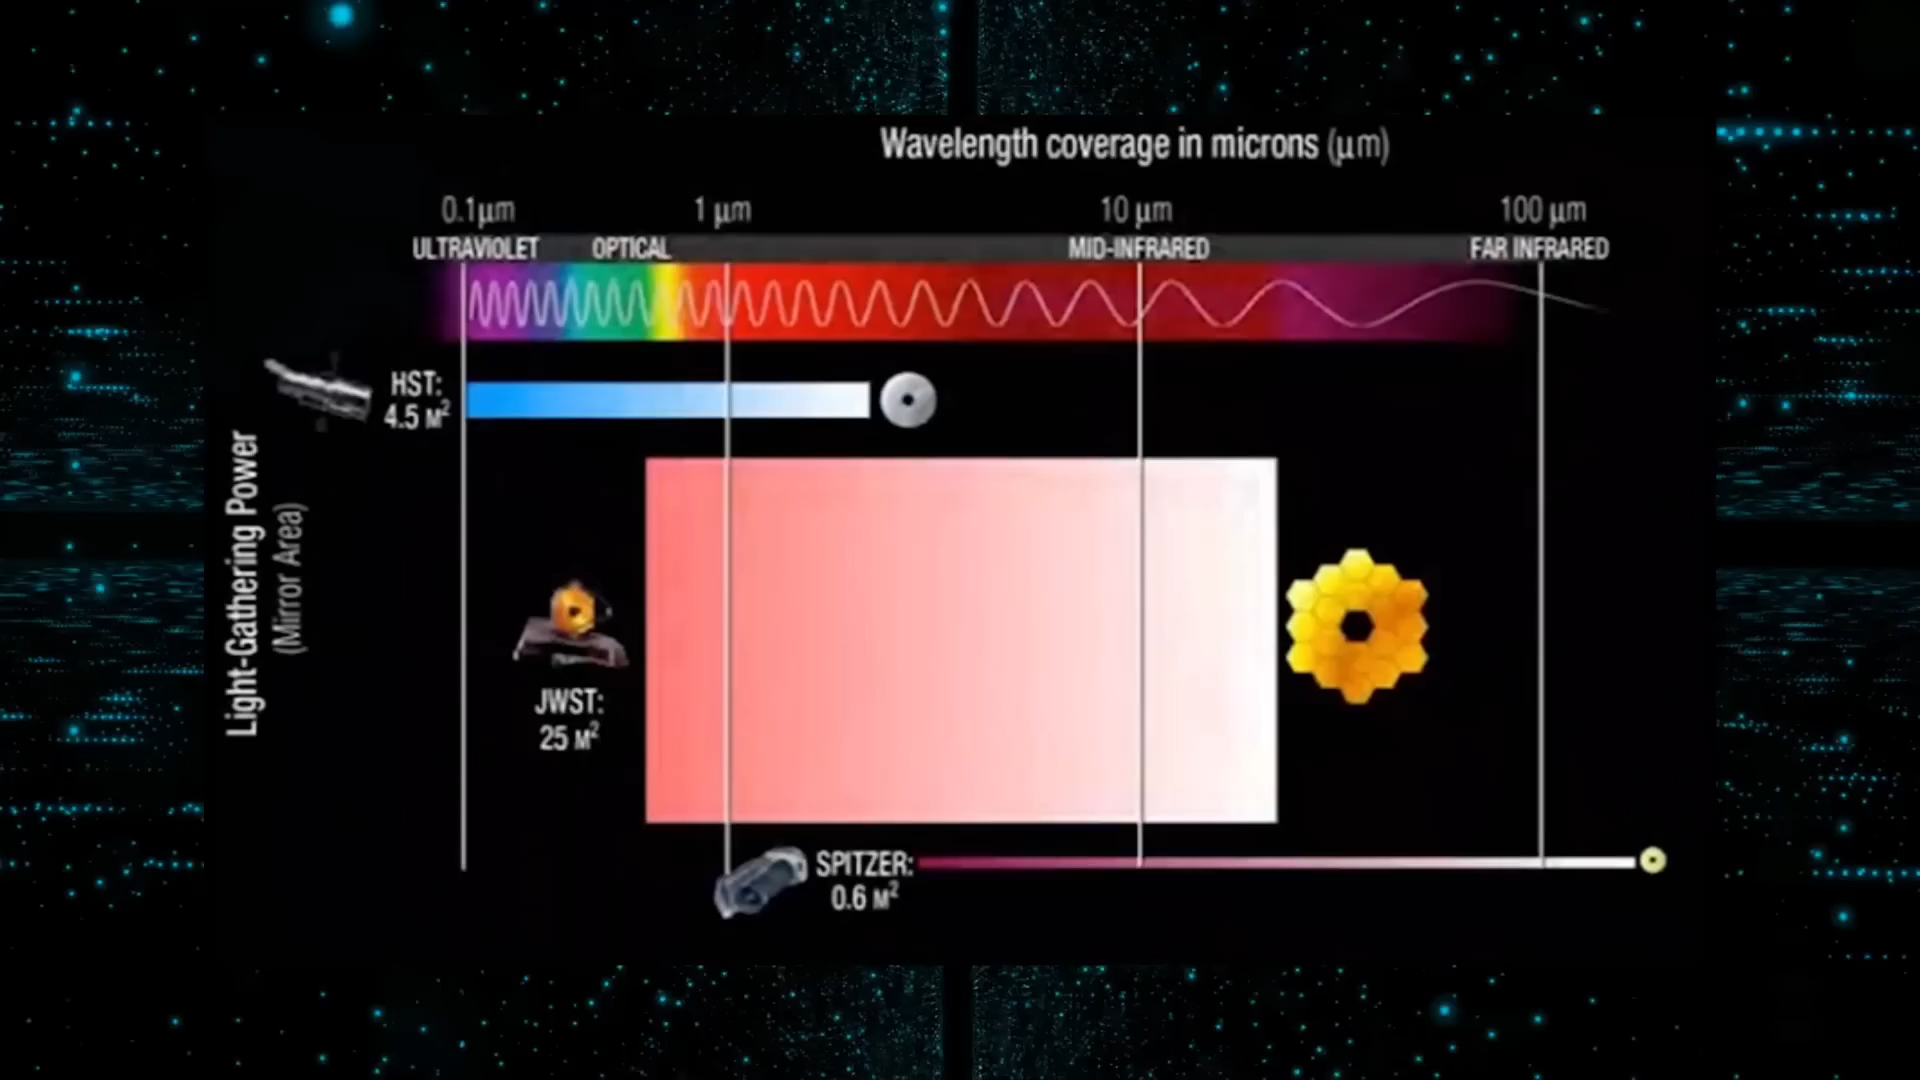 Wavelength coverage in microns (µm)
0.1µm 1 µm 10 µm 100 µm
ULTRAVIOLET OPTICAL MID-INFRARED FAR INFRARED
HST:
4.5 M²
Light-Gathering Power
(Mirror Area)
JWST:
25 M²
SPITZER:
0.6 M²